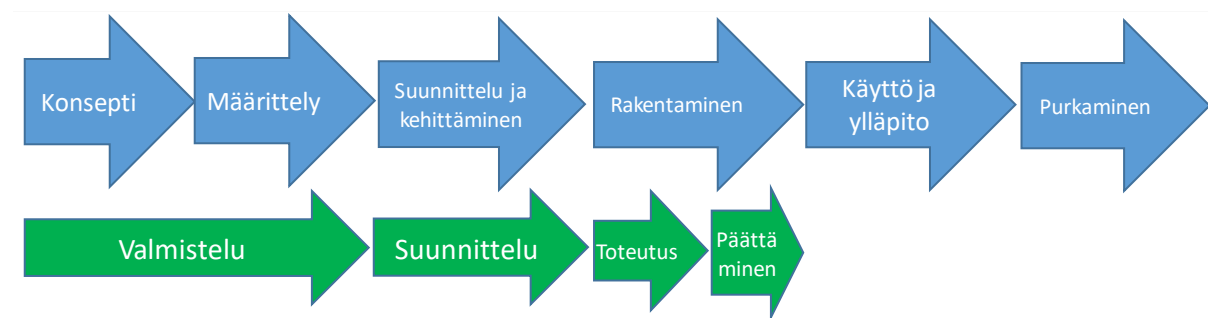 Konsepti
Määrittely
Suunnittelu ja
kehittäminen
Rakentaminen
Käyttö ja
ylläpito
Purkaminen
Valmistelu
Suunnittelu
Toteutus
Päättä
minen